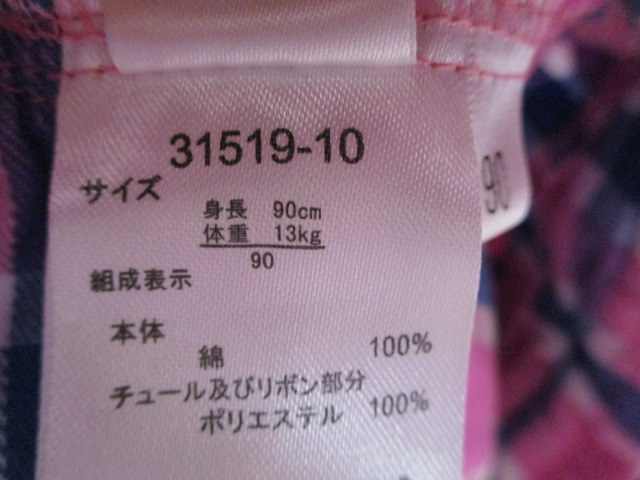 31519-10
サイズ
身長 90cm
体重 13kg
90
組成表示
本体
綿 100%
チュール及びリボン部分
ポリエステル 100%
90